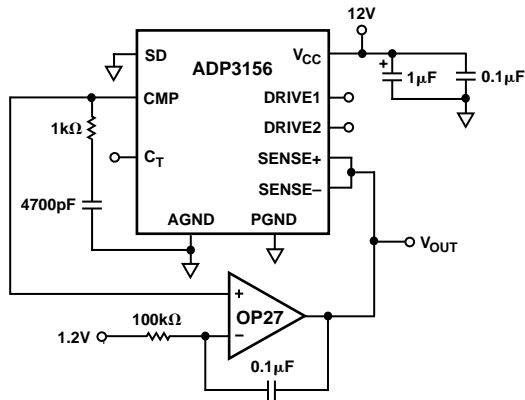 12V
SD
ADP3156
VCC
+
1µF
0.1µF
CMP
DRIVE1
1kΩ
DRIVE2
CT
SENSE+
SENSE–
4700pF
AGND
PGND
VOUT
+
OP27
100kΩ
1.2V
–
0.1µF